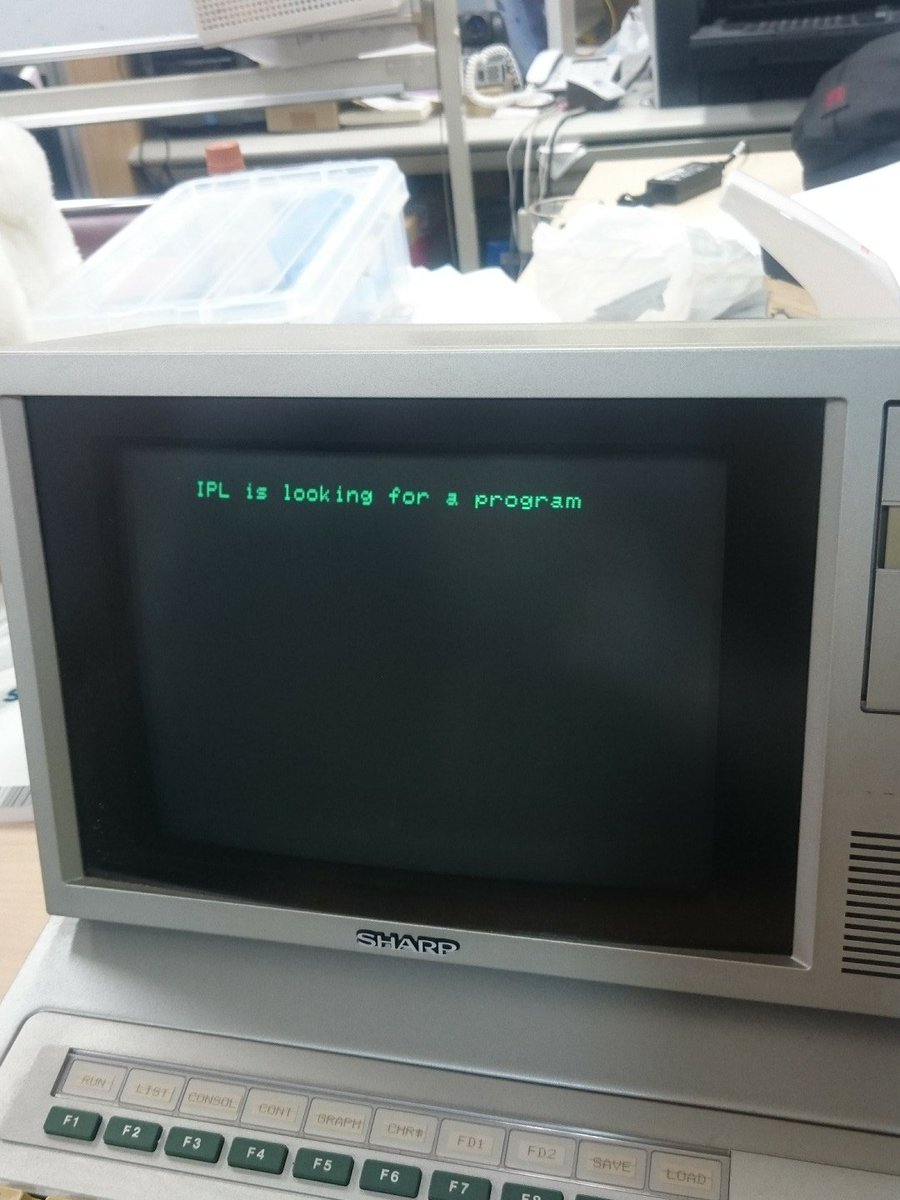 IPL is looking for a program
SHARP
RUN LIST CONSOL CONT GRAPH CHR$ FD1 FD2 SAVE LOAD
F1 F2 F3 F4 F5 F6 F7 F8